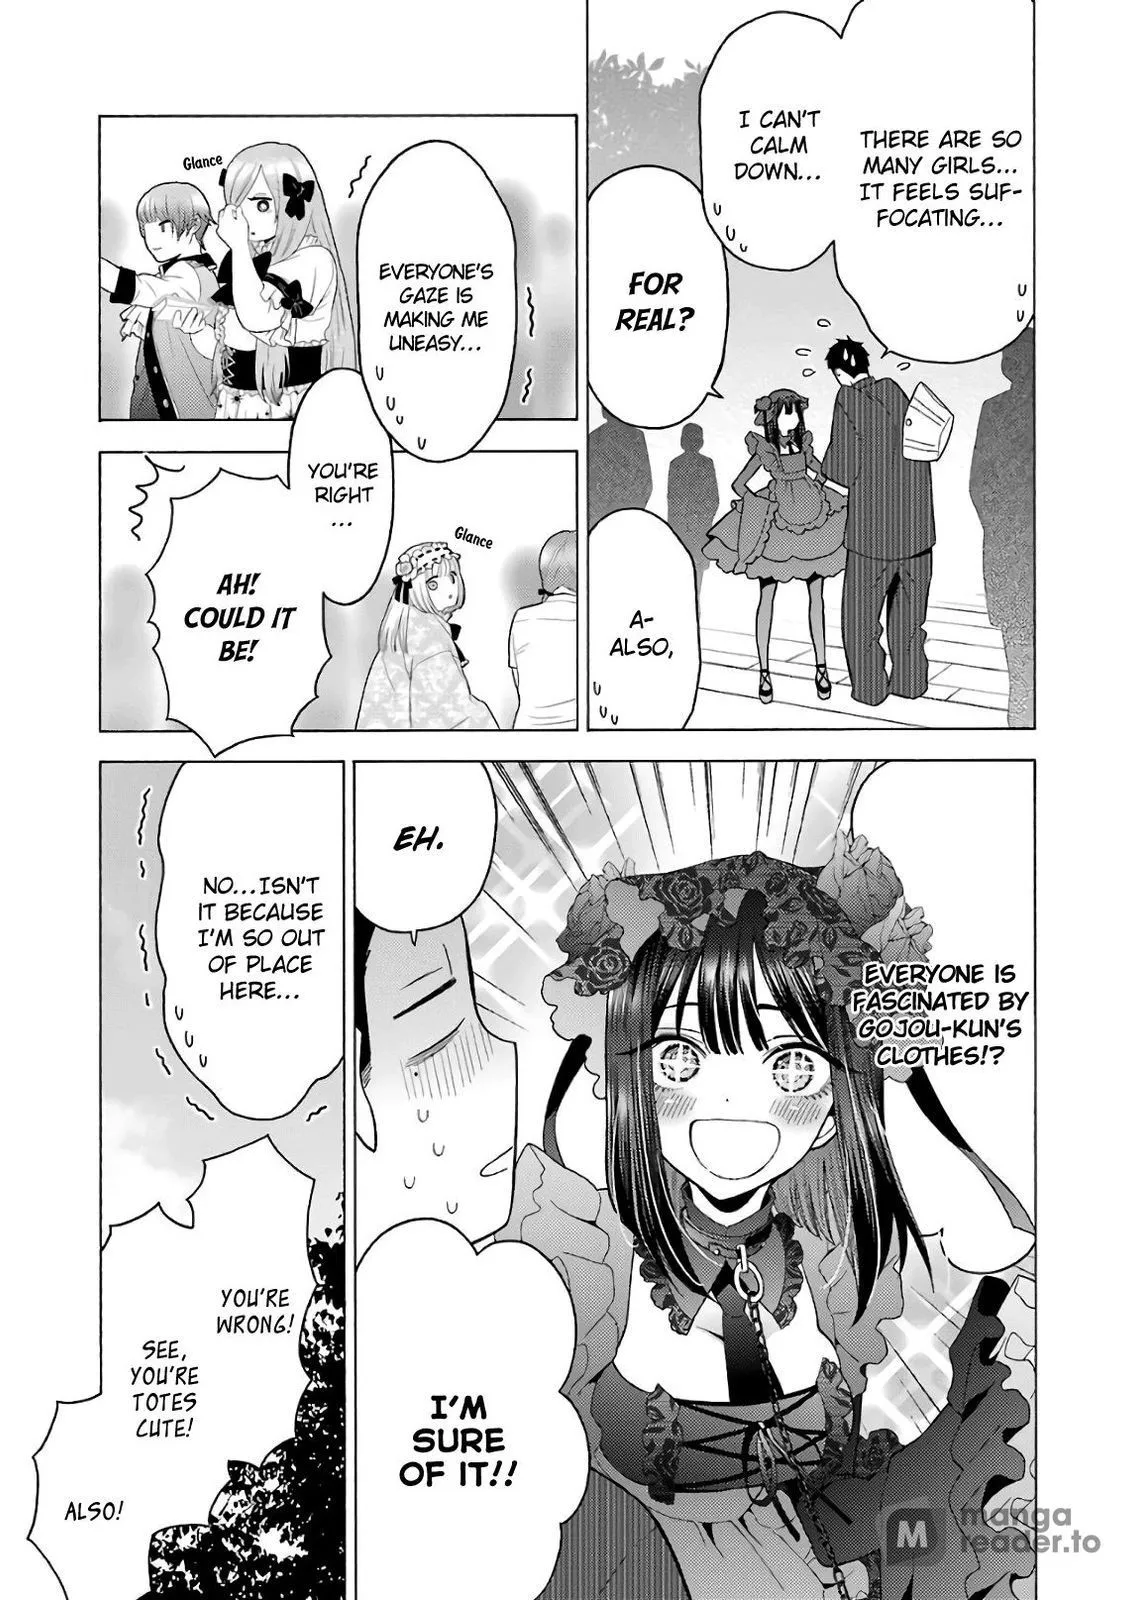 THERE ARE SO
MANY GIRLS...
IT FEELS SUF-
FOCATING...
I CAN'T
CALM
DOWN...
FOR
REAL?
A-
ALSO,
EVERYONE'S
GAZE IS
MAKING ME
UNEASY...
Glance
YOU'RE
RIGHT
...
Glance
AH!
COULD IT
BE!
EVERYONE IS
FASCINATED BY
GOJOU-KUN'S
CLOTHES!?
EH.
I'M
SURE
OF IT!!
NO...ISN'T
IT BECAUSE
I'M SO OUT
OF PLACE
HERE...
YOU'RE
WRONG!
SEE,
YOU'RE
TOTES
CUTE!
ALSO!
M manga
reader.to